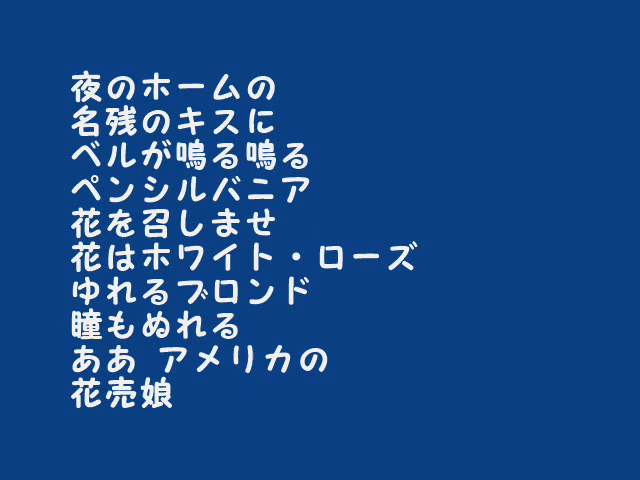 夜のホームの
名残のキスに
ベルが鳴る鳴る
ペンシルバニア
花を召しませ
花はホワイト・ローズ
ゆれるブロンド
瞳もぬれる
ああ アメリカの
花売娘